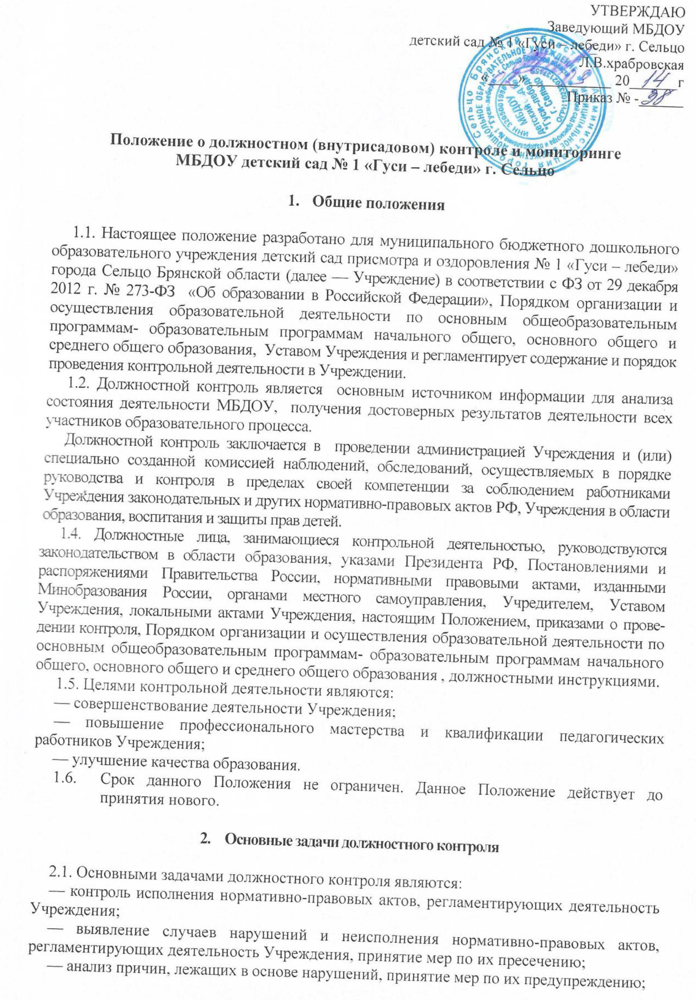 УТВЕРЖДАЮ
Заведующий МБДОУ
детский сад № 1 «Гуси – лебеди» г. Сельцо
Л.В.храбровская
«____» ___________ 20 14 г
Приказ № - 38
Положение о должностном (внутрисадовом) контроле и мониторинге
МБДОУ детский сад № 1 «Гуси – лебеди» г. Сельцо
1. Общие положения
1.1. Настоящее положение разработано для муниципального бюджетного дошкольного
образовательного учреждения детский сад присмотра и оздоровления № 1 «Гуси – лебеди»
города Сельцо Брянской области (далее — Учреждение) в соответствии с ФЗ от 29 декабря
2012 г. № 273-ФЗ «Об образовании в Российской Федерации», Порядком организации и
осуществления образовательной деятельности по основным общеобразовательным
программам- образовательным программам начального общего, основного общего и
среднего общего образования, Уставом Учреждения и регламентирует содержание и порядок
проведения контрольной деятельности в Учреждении.
1.2. Должностной контроль является основным источником информации для анализа
состояния деятельности МБДОУ, получения достоверных результатов деятельности всех
участников образовательного процесса.
Должностной контроль заключается в проведении администрацией Учреждения и (или)
специально созданной комиссией наблюдений, обследований, осуществляемых в порядке
руководства и контроля в пределах своей компетенции за соблюдением работниками
Учреждения законодательных и других нормативно-правовых актов РФ, Учреждения в области
образования, воспитания и защиты прав детей.
1.4. Должностные лица, занимающиеся контрольной деятельностью, руководствуются
законодательством в области образования, указами Президента РФ, Постановлениями и
распоряжениями Правительства России, нормативными правовыми актами, изданными
Минобразования России, органами местного самоуправления, Учредителем, Уставом
Учреждения, локальными актами Учреждения, настоящим Положением, приказами о прове-
дении контроля, Порядком организации и осуществления образовательной деятельности по
основным общеобразовательным программам- образовательным программам начального
общего, основного общего и среднего общего образования , должностными инструкциями.
1.5. Целями контрольной деятельности являются:
— совершенствование деятельности Учреждения;
— повышение профессионального мастерства и квалификации педагогических
работников Учреждения;
— улучшение качества образования.
1.6. Срок данного Положения не ограничен. Данное Положение действует до
принятия нового.
2. Основные задачи должностного контроля
2.1. Основными задачами должностного контроля являются:
— контроль исполнения нормативно-правовых актов, регламентирующих деятельность
Учреждения;
— выявление случаев нарушений и неисполнения нормативно-правовых актов,
регламентирующих деятельность Учреждения, принятие мер по их пресечению;
— анализ причин, лежащих в основе нарушений, принятие мер по их предупреждению;